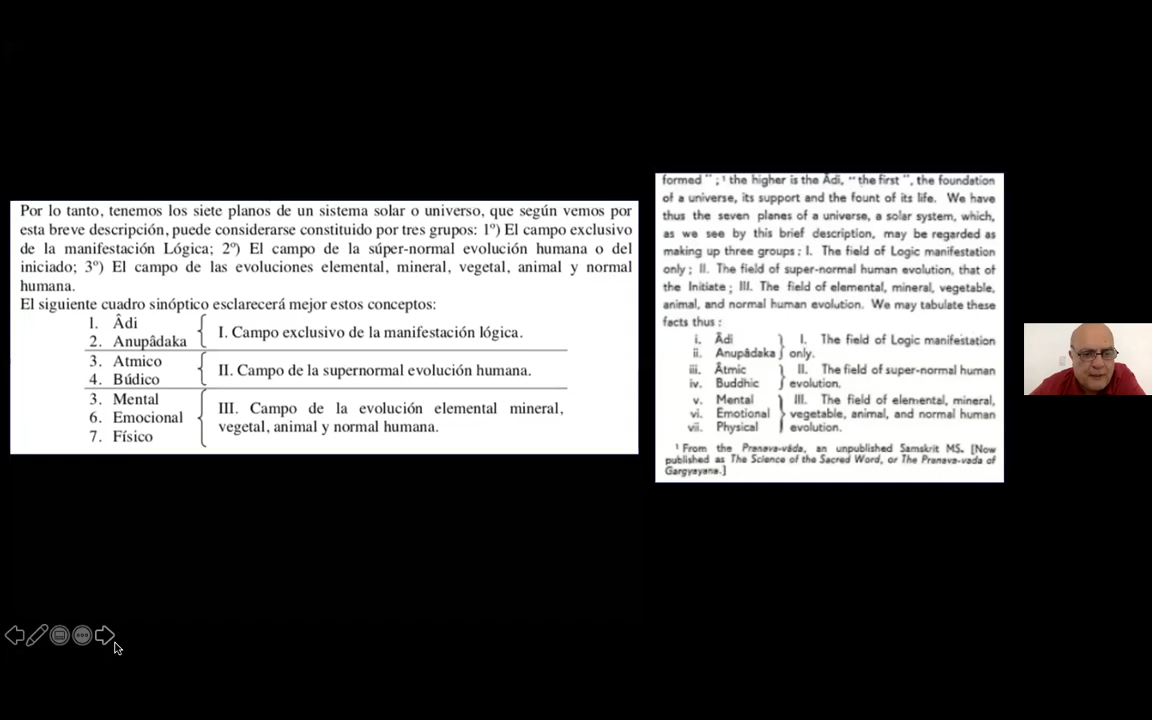 Por lo tanto, tenemos los siete planos de un sistema solar o universo, que según vemos por
esta breve descripción, puede considerarse constituido por tres grupos: 1º) El campo exclusivo
de la manifestación Lógica; 2º) El campo de la súper-normal evolución humana o del
iniciado; 3º) El campo de las evoluciones elemental, mineral, vegetal, animal y normal
humana.
El siguiente cuadro sinóptico esclarecerá mejor estos conceptos:
1. Âdi
2. Anupâdaka
I. Campo exclusivo de la manifestación lógica.
3. Atmico
4. Búdico
II. Campo de la supernormal evolución humana.
3. Mental
6. Emocional
7. Físico
III. Campo de la evolución elemental mineral,
vegetal, animal y normal humana.
formed " ; ¹ the higher is the Âdi, " the first ", the foundation
of a universe, its support and the fount of its life. We have
thus the seven planes of a universe, a solar system, which,
as we see by this brief description, may be regarded as
making up three groups : I. The field of Logic manifestation
only ; II. The field of super-normal human evolution, that of
the Initiate ; III. The field of elemental, mineral, vegetable,
animal, and normal human evolution. We may tabulate these
facts thus :
i. Âdi } I. The field of Logic manifestation
ii. Anupâdaka } only.
iii. Âtmic } II. The field of super-normal human
iv. Buddhic } evolution.
v. Mental } III. The field of elemental, mineral,
vi. Emotional } vegetable, animal, and normal human
vii. Physical } evolution.
¹ From the Pranava-vâda, an unpublished Samskrit MS. [Now
published as The Science of the Sacred Word, or The Pranava-vada of
Gargyayana.]